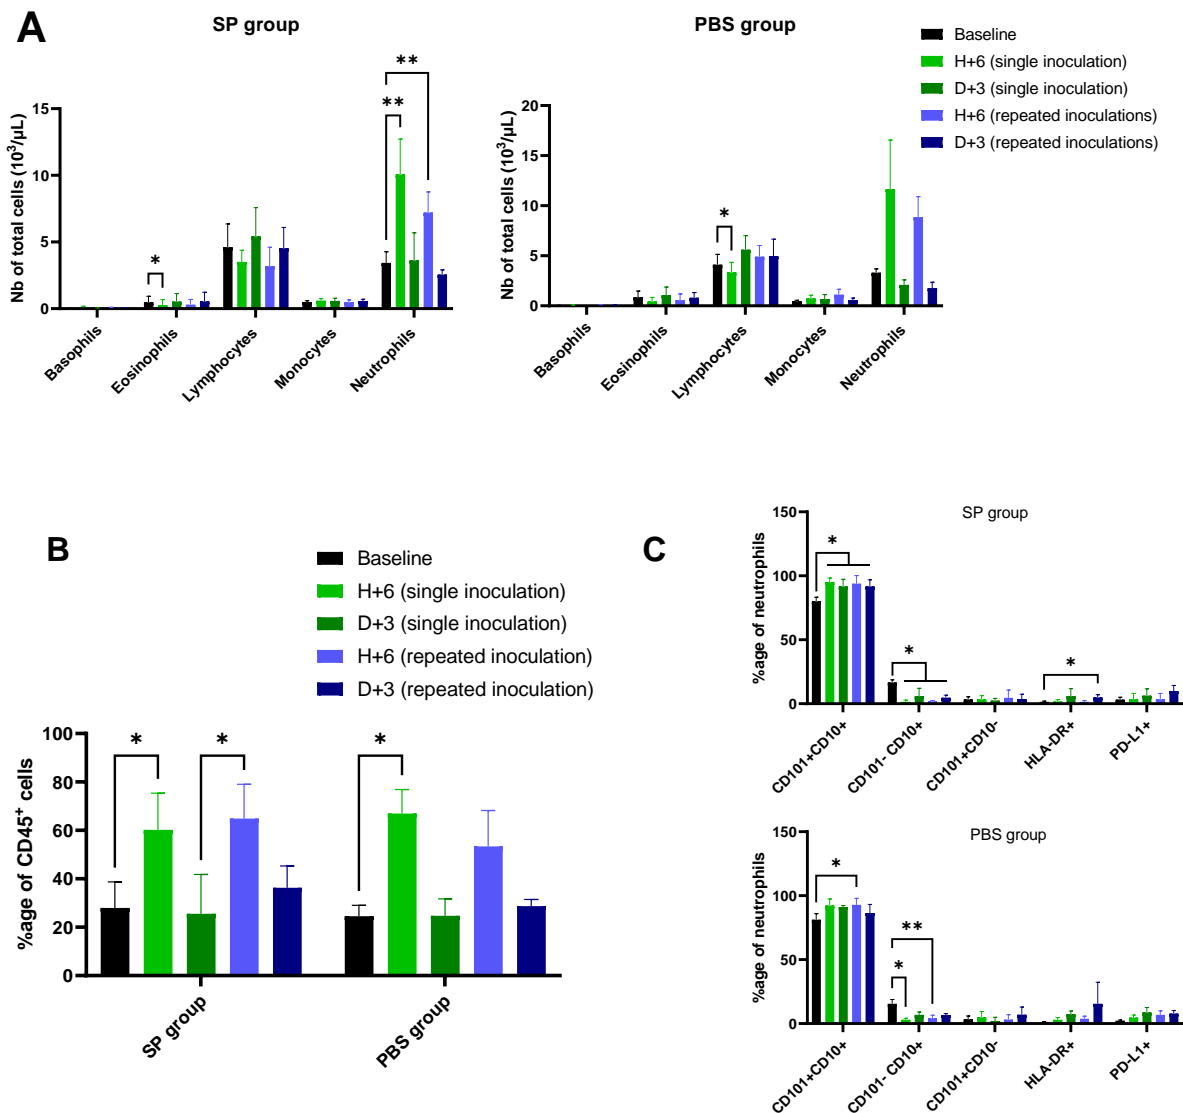 A
SP group
PBS group
Baseline
H+6 (single inoculation)
D+3 (single inoculation)
H+6 (repeated inoculations)
D+3 (repeated inoculations)
Nb of total cells (10³/µL)
15
10
5
0
**
**
*
Basophils
Eosinophils
Lymphocytes
Monocytes
Neutrophils
Nb of total cells (10³/µL)
20
15
10
5
0
*
Basophils
Eosinophils
Lymphocytes
Monocytes
Neutrophils
B
Baseline
H+6 (single inoculation)
D+3 (single inoculation)
H+6 (repeated inoculation)
D+3 (repeated inoculation)
%age of CD45⁺ cells
100
80
60
40
20
0
*
*
*
SP group
PBS group
C
SP group
%age of neutrophils
150
100
50
0
*
*
*
CD101+CD10+
CD101- CD10+
CD101+CD10-
HLA-DR+
PD-L1+
PBS group
%age of neutrophils
150
100
50
0
*
**
*
CD101+CD10+
CD101- CD10+
CD101+CD10-
HLA-DR+
PD-L1+